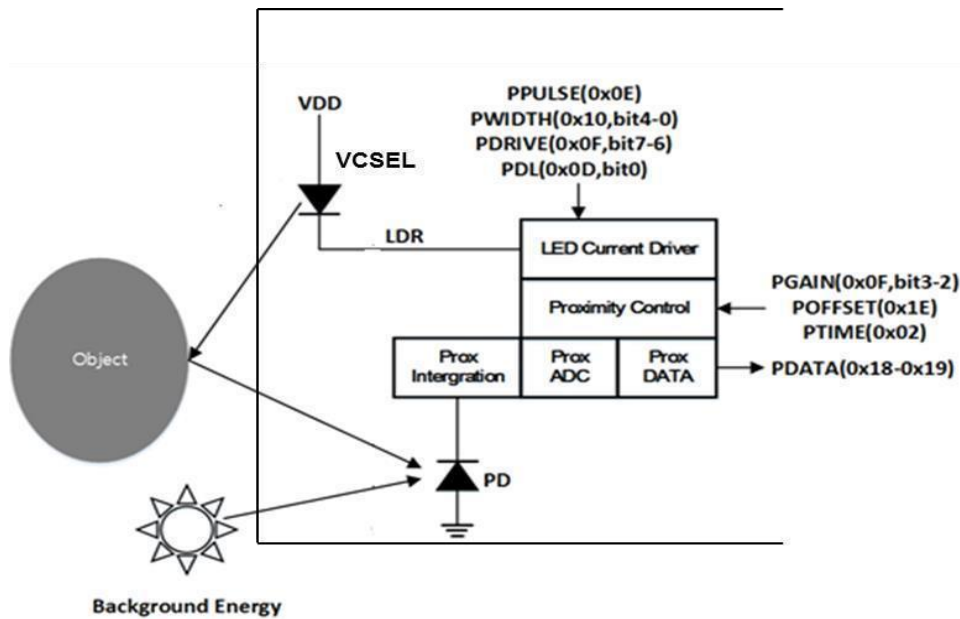 PPULSE(0x0E)
PWIDTH(0x10,bit4-0)
PDRIVE(0x0F,bit7-6)
PDL(0x0D,bit0)
VDD
VCSEL
LDR
LED Current Driver
Proximity Control
PGAIN(0x0F,bit3-2)
POFFSET(0x1E)
PTIME(0x02)
Prox
Intergration
Prox
ADC
Prox
DATA
PDATA(0x18-0x19)
Object
PD
Background Energy